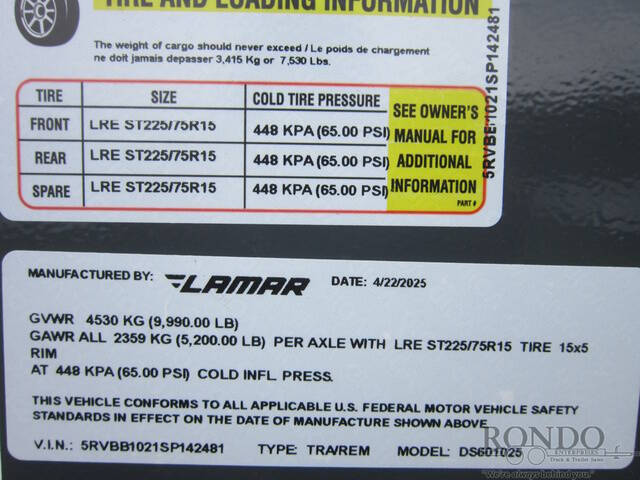 TIRE AND LOADING INFORMATION
The weight of cargo should never exceed / Le poids de chargement
ne doit jamais depasser 3,415 Kg or 7,530 Lbs.
TIRE SIZE COLD TIRE PRESSURE
FRONT LRE ST225/75R15 448 KPA (65.00 PSI)
REAR LRE ST225/75R15 448 KPA (65.00 PSI)
SPARE LRE ST225/75R15 448 KPA (65.00 PSI)
SEE OWNER'S
MANUAL FOR
ADDITIONAL
INFORMATION
PART #
5RVBB1021SP142481
MANUFACTURED BY: LAMAR DATE: 4/22/2025
GVWR 4530 KG (9,990.00 LB)
GAWR ALL 2359 KG (5,200.00 LB) PER AXLE WITH LRE ST225/75R15 TIRE 15x5
RIM
AT 448 KPA (65.00 PSI) COLD INFL PRESS.
THIS VEHICLE CONFORMS TO ALL APPLICABLE U.S. FEDERAL MOTOR VEHICLE SAFETY
STANDARDS IN EFFECT ON THE DATE OF MANUFACTURE SHOWN ABOVE
V.I.N.: 5RVBB1021SP142481 TYPE: TRA/REM MODEL: DS601025
RONDO
ENTERPRISES
Truck & Trailer Sales
"We're always behind you."